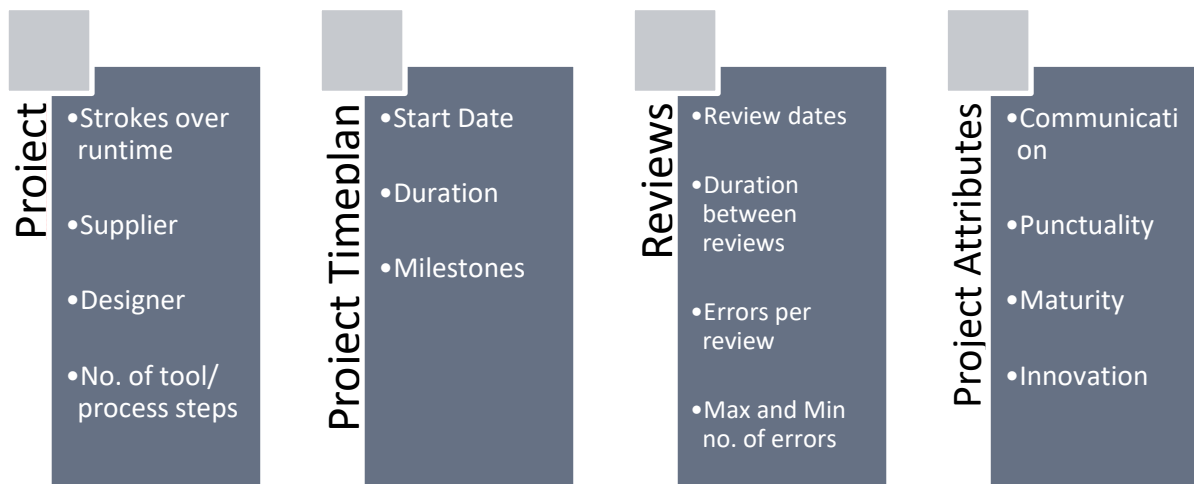 Project
•Strokes over
runtime
•Supplier
•Designer
•No. of tool/
process steps
Project Timeplan
•Start Date
•Duration
•Milestones
Reviews
•Review dates
•Duration
between
reviews
•Errors per
review
•Max and Min
no. of errors
Project Attributes
•Communicati
on
•Punctuality
•Maturity
•Innovation